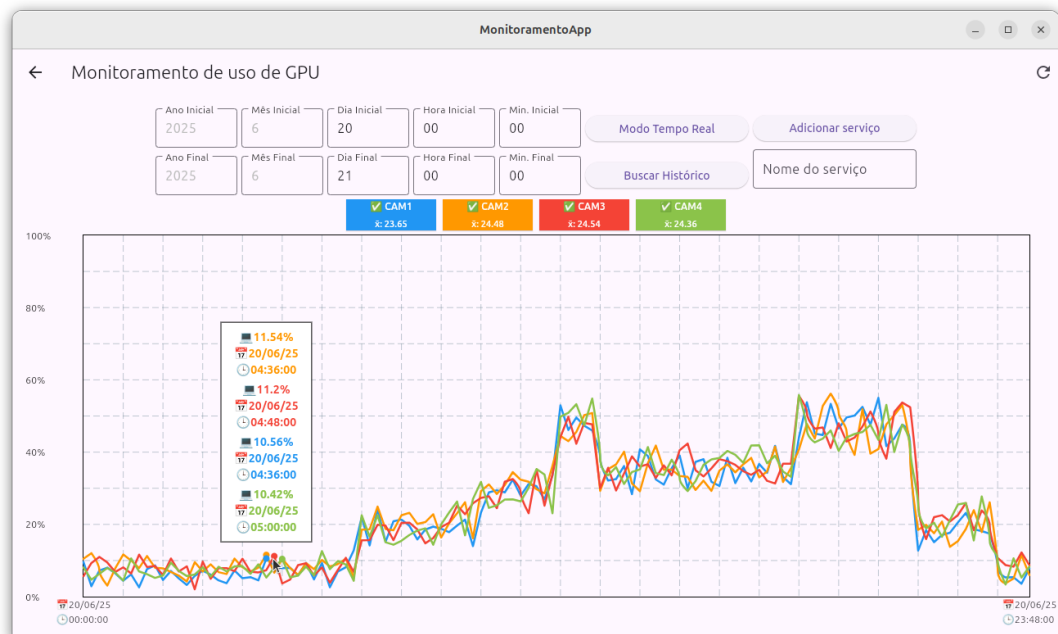 MonitoramentoApp
Monitoramento de uso de GPU
Ano Inicial Mês Inicial Dia Inicial Hora Inicial Min. Inicial
2025 6 20 00 00 Modo Tempo Real Adicionar serviço
Ano Final Mês Final Dia Final Hora Final Min. Final
2025 6 21 00 00 Buscar Histórico Nome do serviço
✅ CAM1 ✅ CAM2 ✅ CAM3 ✅ CAM4
x̄: 23.65 x̄: 24.48 x̄: 24.54 x̄: 24.36
100%
80%
60%
40%
20%
0%
💻11.54%
📅20/06/25
🕒04:36:00
💻11.2%
📅20/06/25
🕒04:48:00
💻10.56%
📅20/06/25
🕒04:36:00
💻10.42%
📅20/06/25
🕒05:00:00
📅20/06/25 📅20/06/25
🕒00:00:00 🕒23:48:00